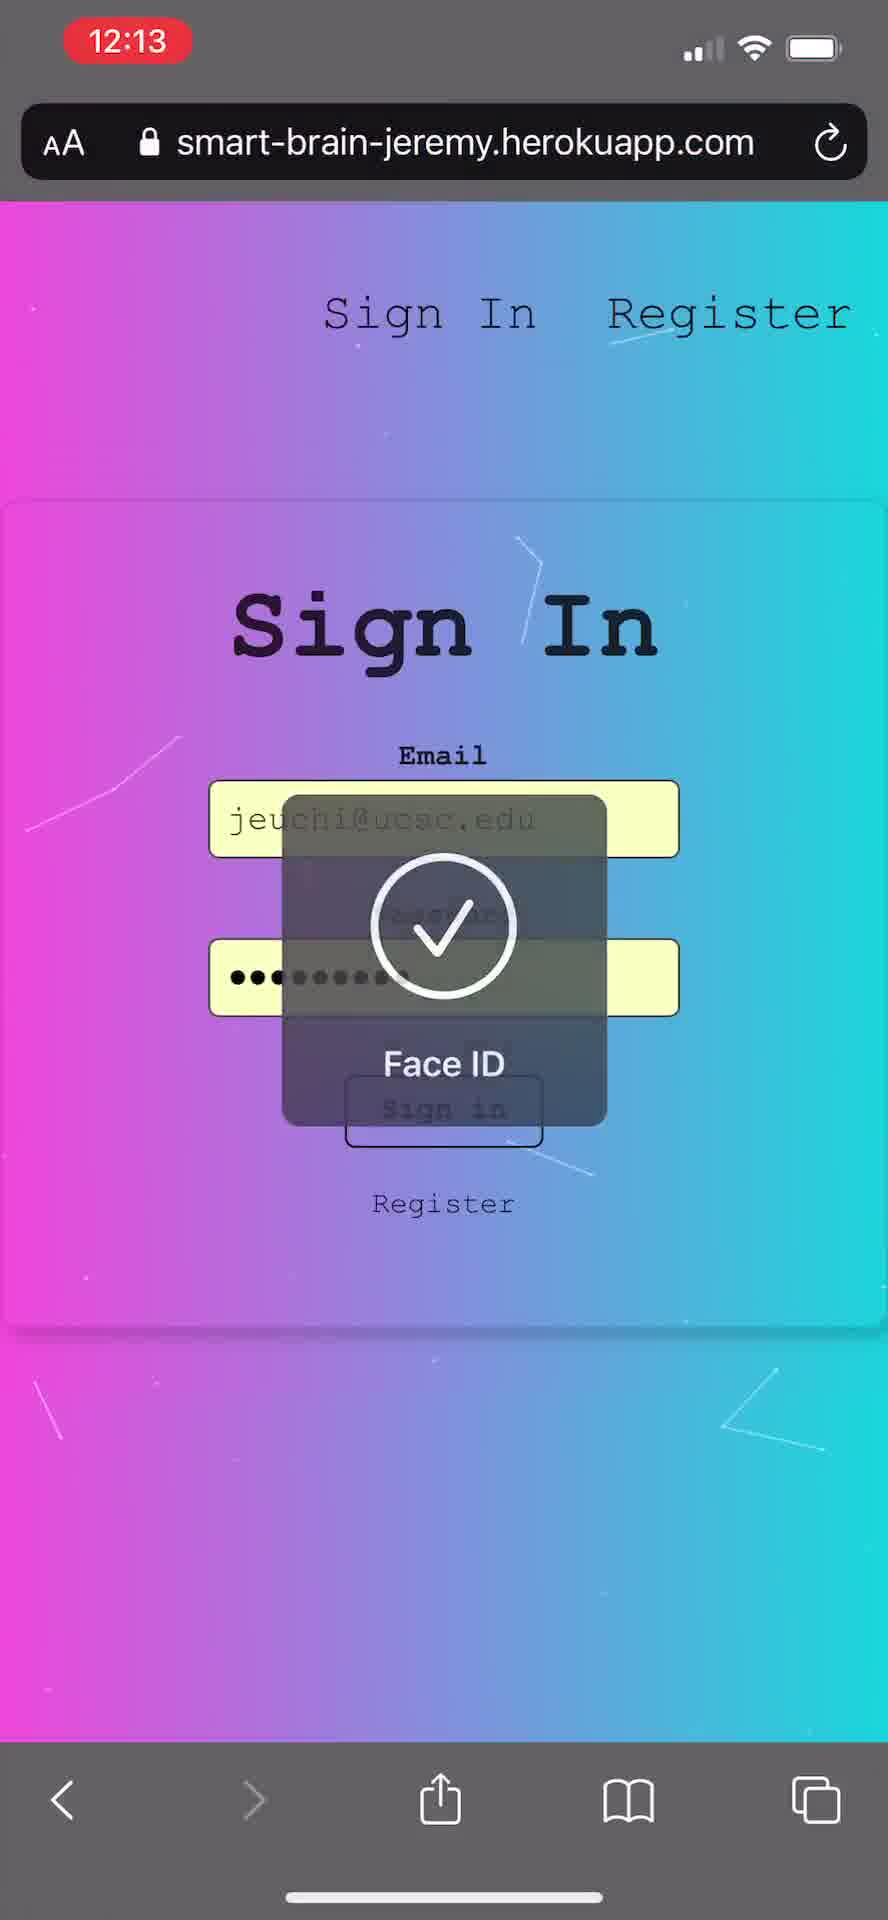 12:13
AA smart-brain-jeremy.herokuapp.com
Sign In Register
Sign In
Email
jeuchi@ucsc.edu
Face ID
Sign in
Register